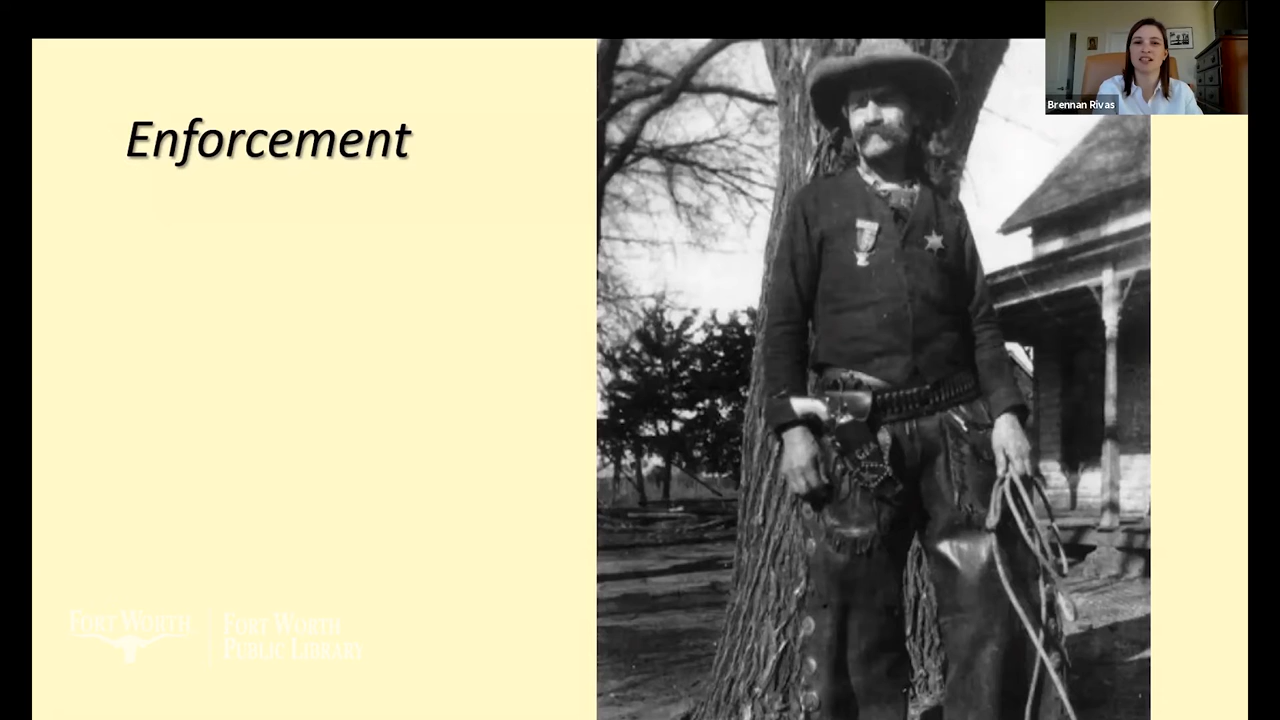 Enforcement
Brennan Rivas
FORT WORTH
FORT WORTH
PUBLIC LIBRARY